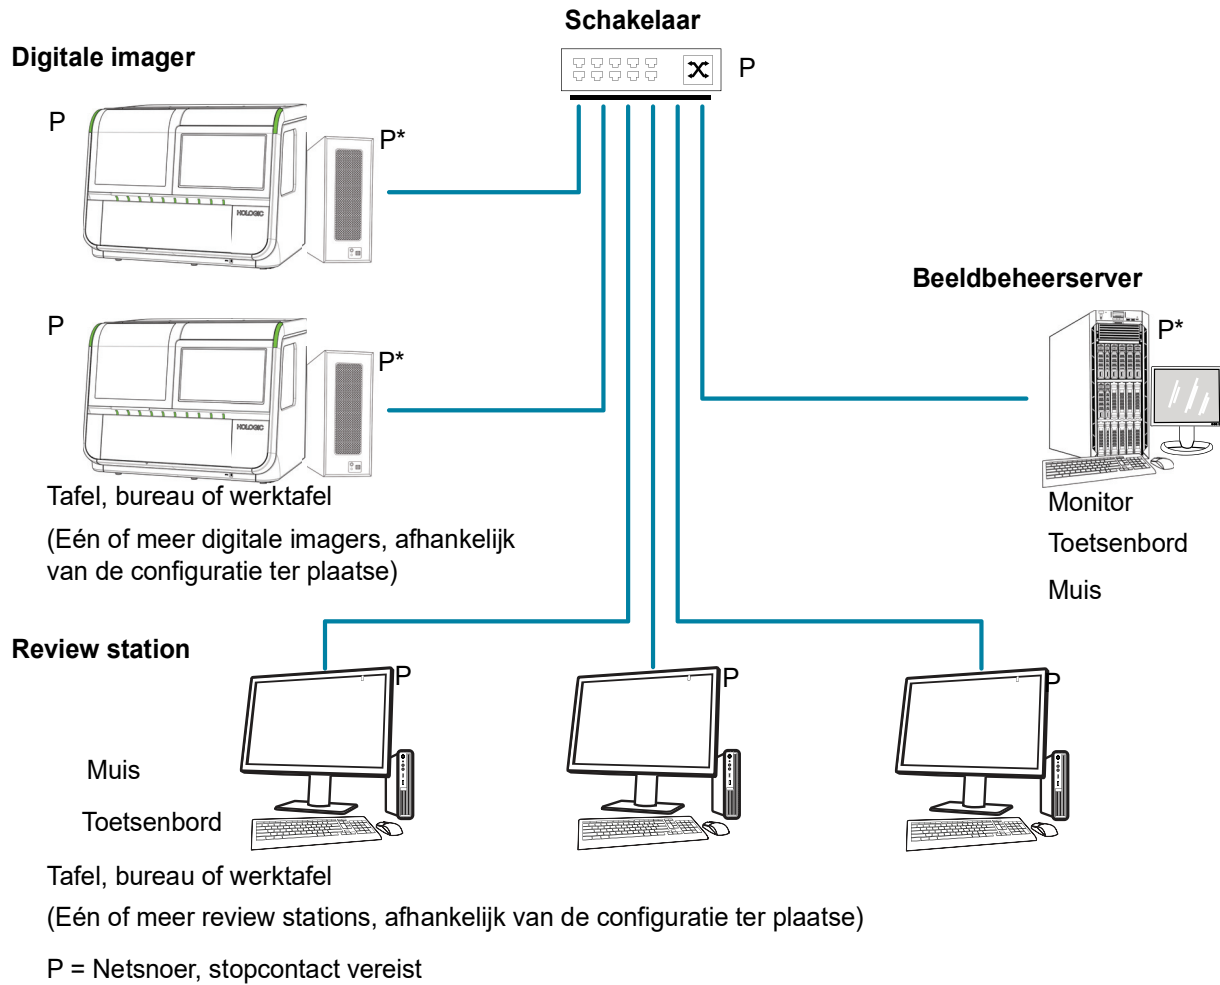 Schakelaar
P
Digitale imager
P
P*
HOLOGIC
Beeldbeheerserver
P*
P
P*
HOLOGIC
Tafel, bureau of werktafel
(Eén of meer digitale imagers, afhankelijk
van de configuratie ter plaatse)
Monitor
Toetsenbord
Muis
Review station
P
P
P
Muis
Toetsenbord
Tafel, bureau of werktafel
(Eén of meer review stations, afhankelijk van de configuratie ter plaatse)
P = Netsnoer, stopcontact vereist